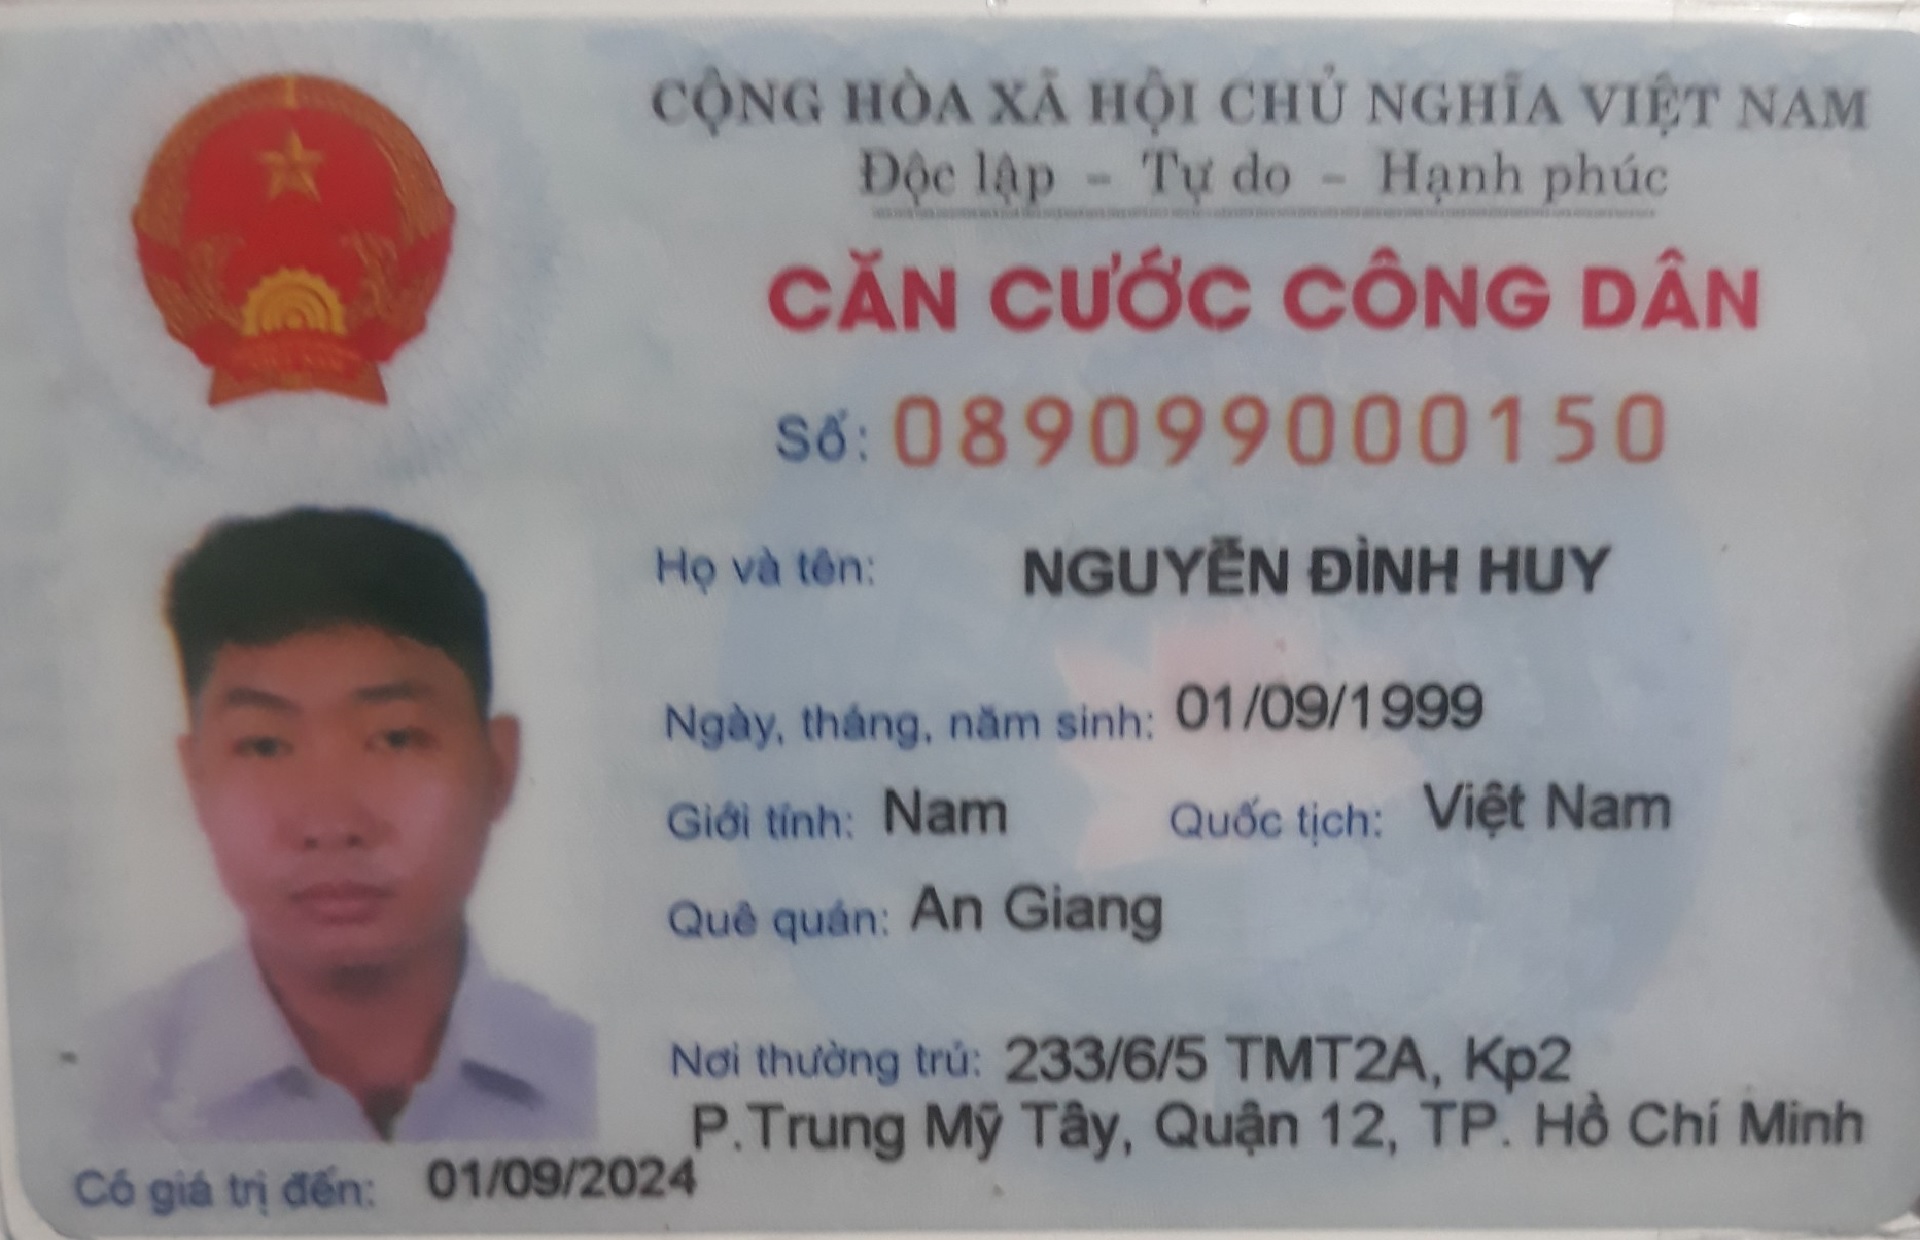 CỘNG HÒA XÃ HỘI CHỦ NGHĨA VIỆT NAM
Độc lập - Tự do - Hạnh phúc
CĂN CƯỚC CÔNG DÂN
Số: 089099000150
Họ và tên: NGUYỄN ĐÌNH HUY
Ngày, tháng, năm sinh: 01/09/1999
Giới tính: Nam Quốc tịch: Việt Nam
Quê quán: An Giang
Nơi thường trú: 233/6/5 TMT2A, Kp2
P.Trung Mỹ Tây, Quận 12, TP. Hồ Chí Minh
Có giá trị đến: 01/09/2024